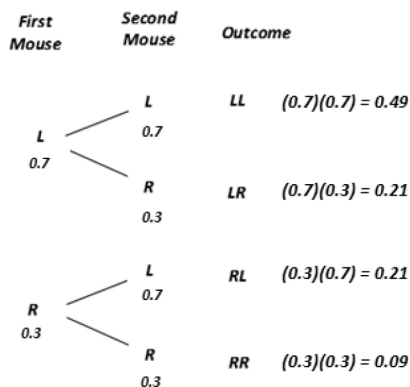 First Mouse
Second Mouse
Outcome
L
0.7
L
0.7
LL (0.7)(0.7) = 0.49
R
0.3
LR (0.7)(0.3) = 0.21
R
0.3
L
0.7
RL (0.3)(0.7) = 0.21
R
0.3
RR (0.3)(0.3) = 0.09